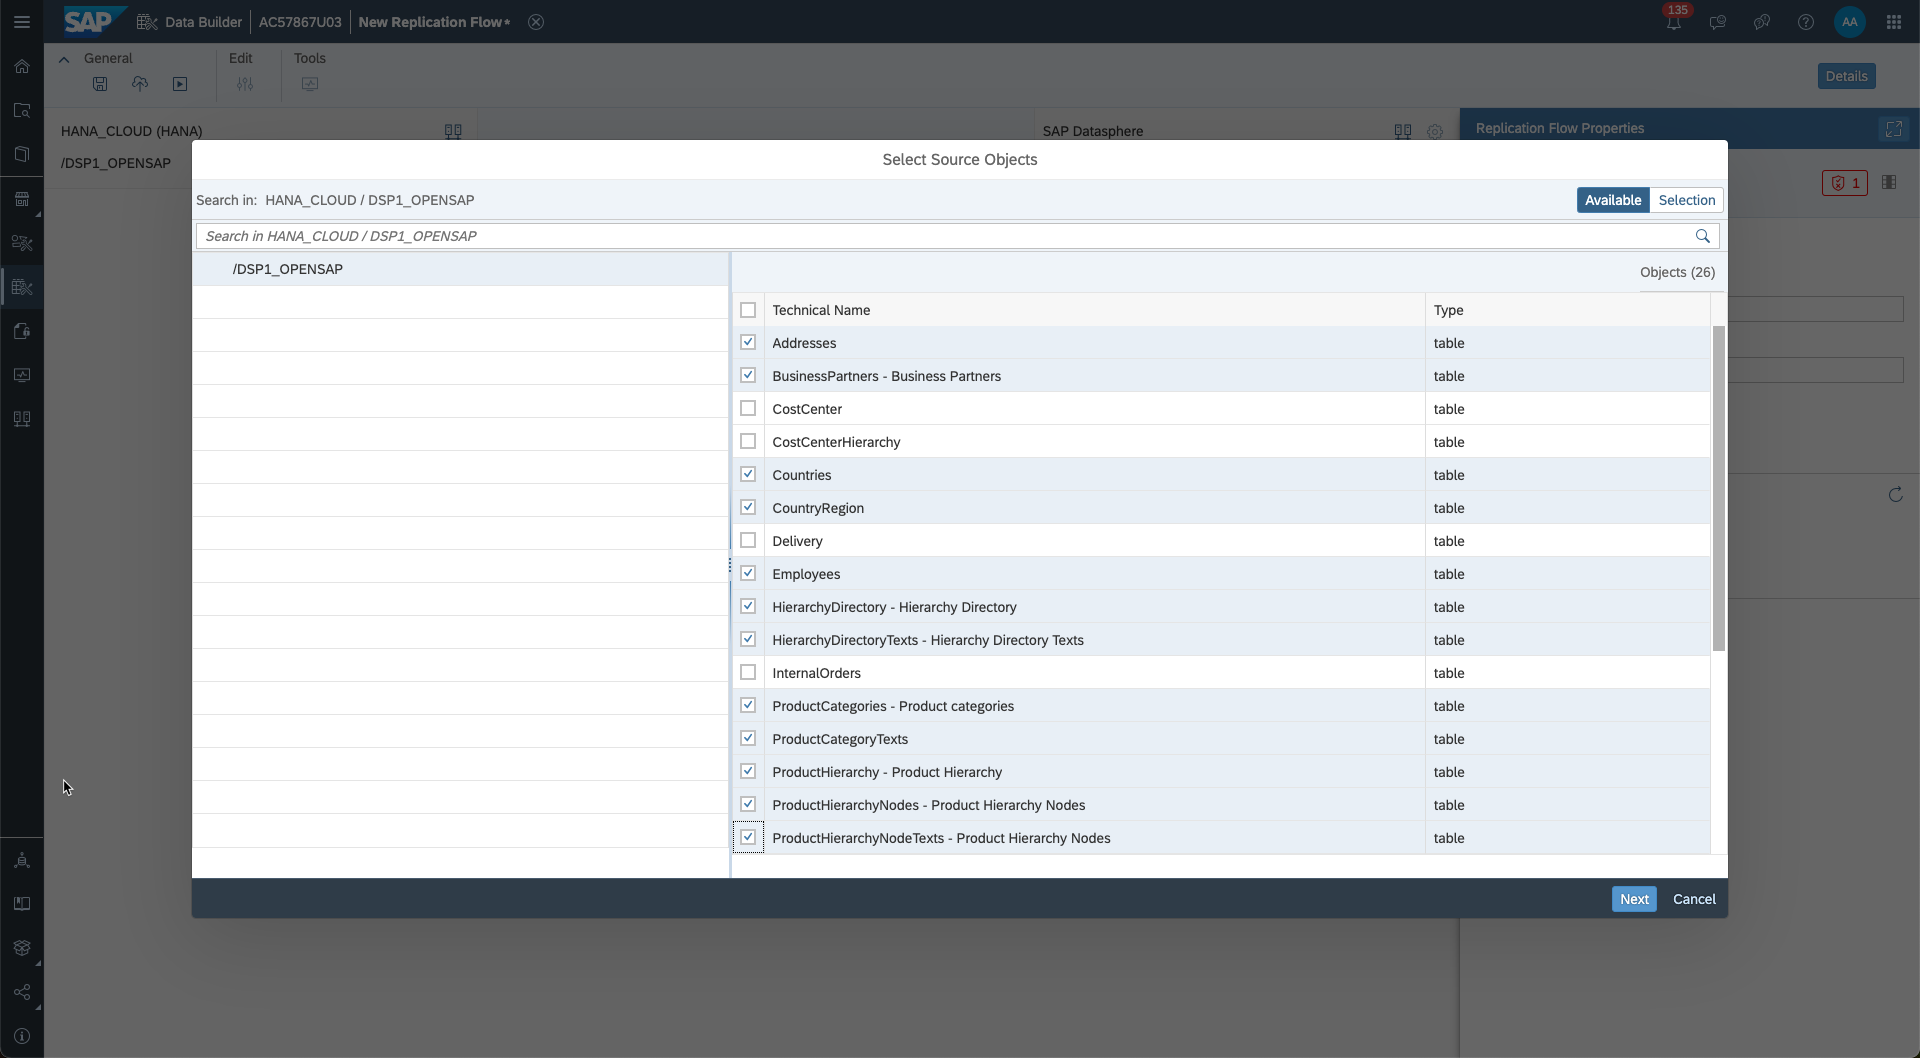 SAP Data Builder AC57867U03 New Replication Flow*
135
AA
General Edit Tools
Details
HANA_CLOUD (HANA)
/DSP1_OPENSAP
SAP Datasphere
Replication Flow Properties
1
Select Source Objects
Search in: HANA_CLOUD / DSP1_OPENSAP
Available Selection
Search in HANA_CLOUD / DSP1_OPENSAP
/DSP1_OPENSAP
Objects (26)
Technical Name Type
Addresses table
BusinessPartners - Business Partners table
CostCenter table
CostCenterHierarchy table
Countries table
CountryRegion table
Delivery table
Employees table
HierarchyDirectory - Hierarchy Directory table
HierarchyDirectoryTexts - Hierarchy Directory Texts table
InternalOrders table
ProductCategories - Product categories table
ProductCategoryTexts table
ProductHierarchy - Product Hierarchy table
ProductHierarchyNodes - Product Hierarchy Nodes table
ProductHierarchyNodeTexts - Product Hierarchy Nodes table
Next Cancel